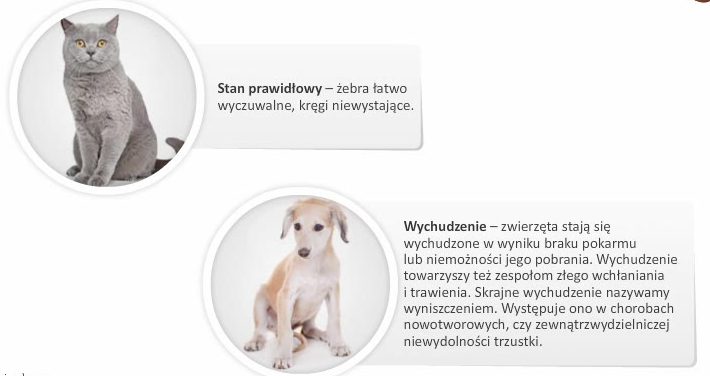 Stan prawidłowy – żebra łatwo
wyczuwalne, kręgi niewystające.
Wychudzenie – zwierzęta stają się
wychudzone w wyniku braku pokarmu
lub niemożności jego pobrania. Wychudzenie
towarzyszy też zespołom złego wchłaniania
i trawienia. Skrajne wychudzenie nazywamy
wyniszczeniem. Występuje ono w chorobach
nowotworowych, czy zewnątrzwydzielniczej
niewydolności trzustki.